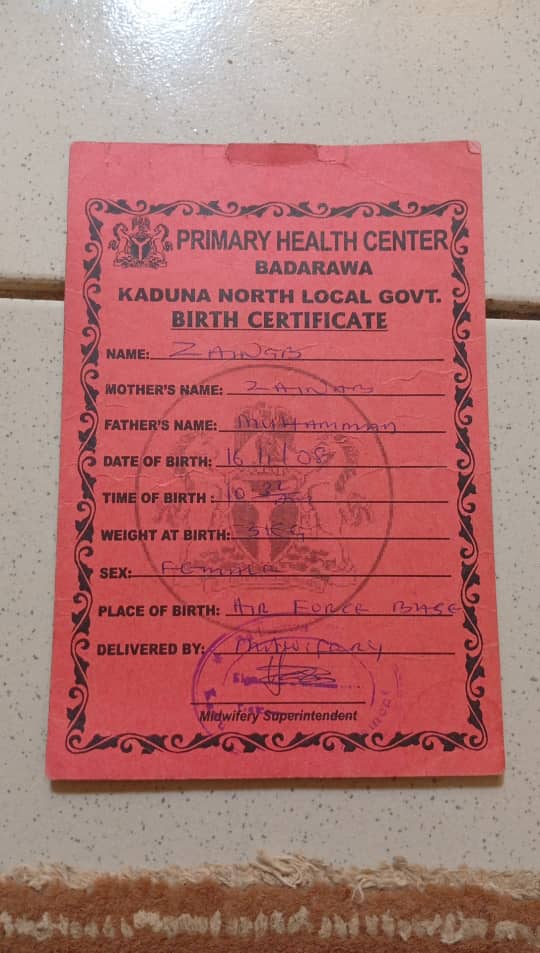 PRIMARY HEALTH CENTER
BADARAWA
KADUNA NORTH LOCAL GOVT.
BIRTH CERTIFICATE
NAME: ZAINAB
MOTHER'S NAME: ZAINAB
FATHER'S NAME: MUHAMMAD
DATE OF BIRTH: 16/11/08
TIME OF BIRTH : 10
WEIGHT AT BIRTH:
SEX: FEMALE
PLACE OF BIRTH: AIR FORCE BASE
DELIVERED BY:
Midwifery Superintendent